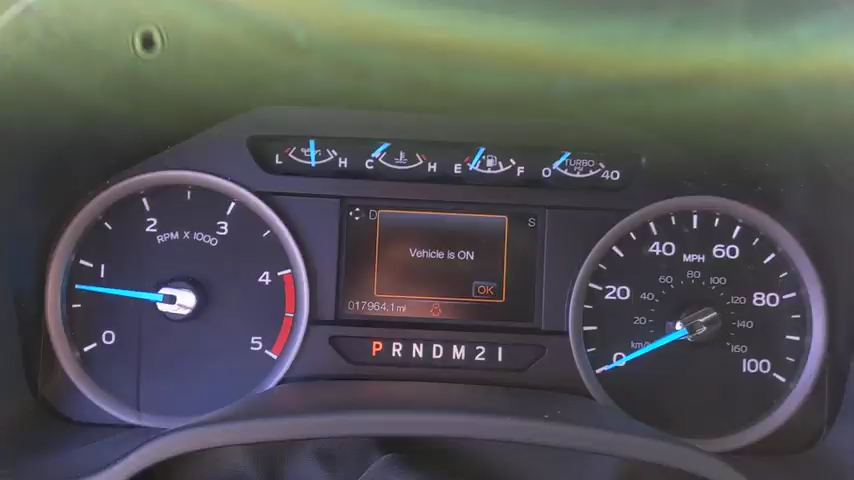 L H C H E F 0 TURBO PSI 40
0 1 2 3 4 5
RPM X 1000
D S
Vehicle is ON
OK
017964.1 mi
P R N D M 2 1
0 20 40 60 80 100
MPH
20 40 60 80 100 120 140 160
km/h